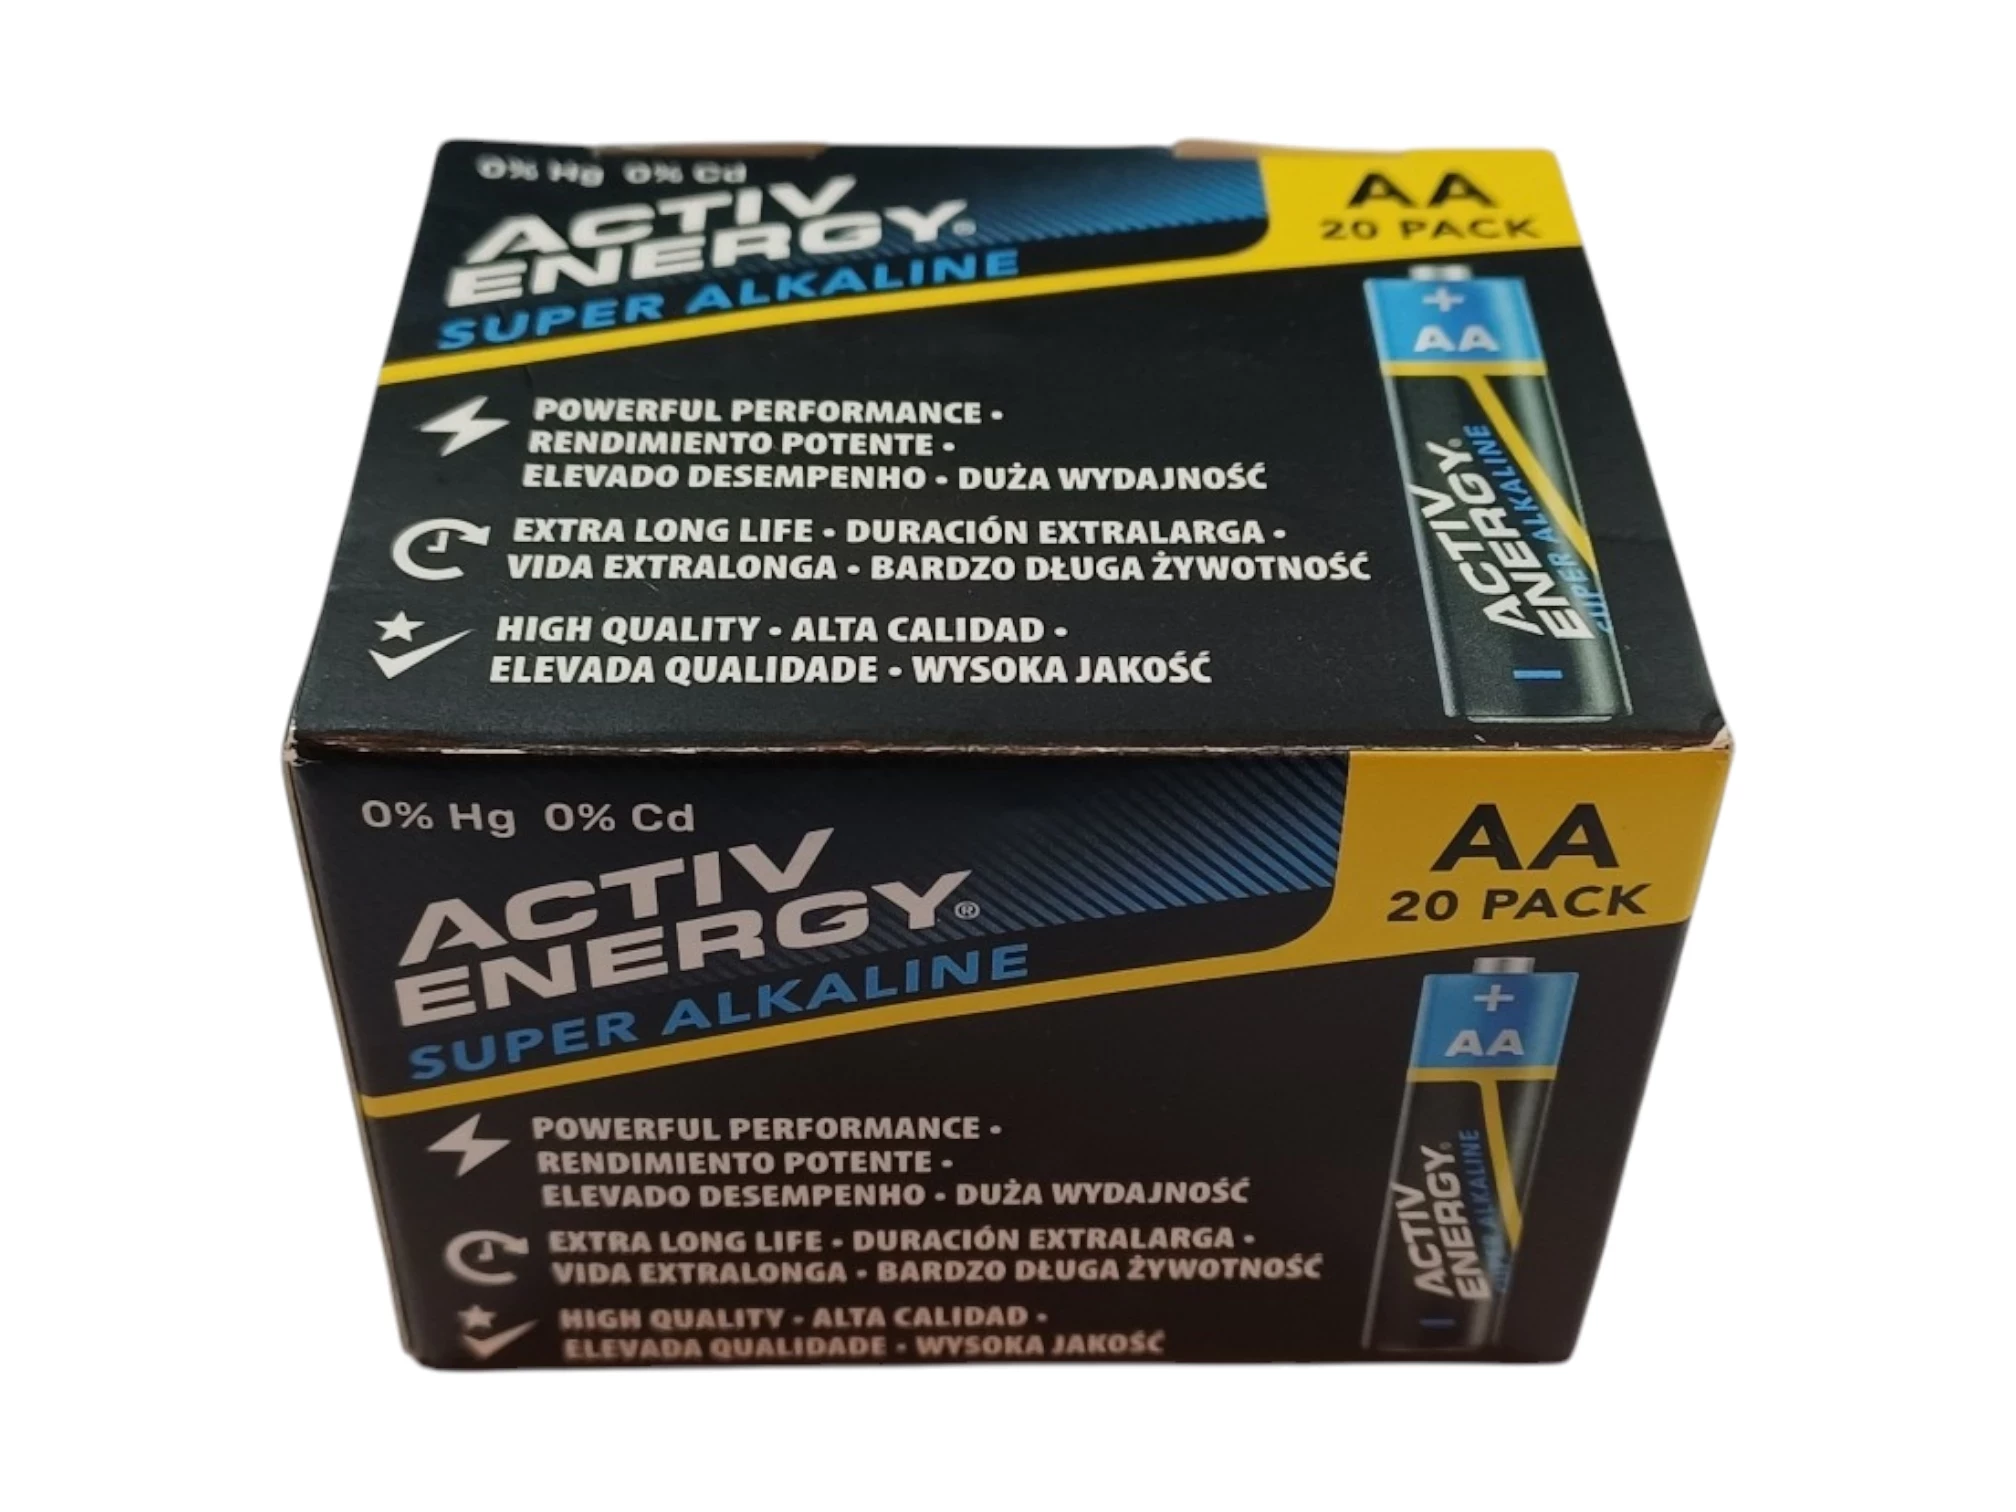 0% Hg 0% Cd
ACTIV
ENERGY®
SUPER ALKALINE
AA
20 PACK
POWERFUL PERFORMANCE •
RENDIMIENTO POTENTE •
ELEVADO DESEMPENHO • DUŻA WYDAJNOŚĆ
EXTRA LONG LIFE • DURACIÓN EXTRALARGA •
VIDA EXTRALONGA • BARDZO DŁUGA ŻYWOTNOŚĆ
HIGH QUALITY • ALTA CALIDAD •
ELEVADA QUALIDADE • WYSOKA JAKOŚĆ
+
AA
ACTIV
ENERGY®
SUPER ALKALINE
0% Hg 0% Cd
ACTIV
ENERGY®
SUPER ALKALINE
AA
20 PACK
POWERFUL PERFORMANCE •
RENDIMIENTO POTENTE •
ELEVADO DESEMPENHO • DUŻA WYDAJNOŚĆ
EXTRA LONG LIFE • DURACIÓN EXTRALARGA •
VIDA EXTRALONGA • BARDZO DŁUGA ŻYWOTNOŚĆ
HIGH QUALITY • ALTA CALIDAD •
ELEVADA QUALIDADE • WYSOKA JAKOŚĆ
+
AA
ACTIV
ENERGY®
SUPER ALKALINE